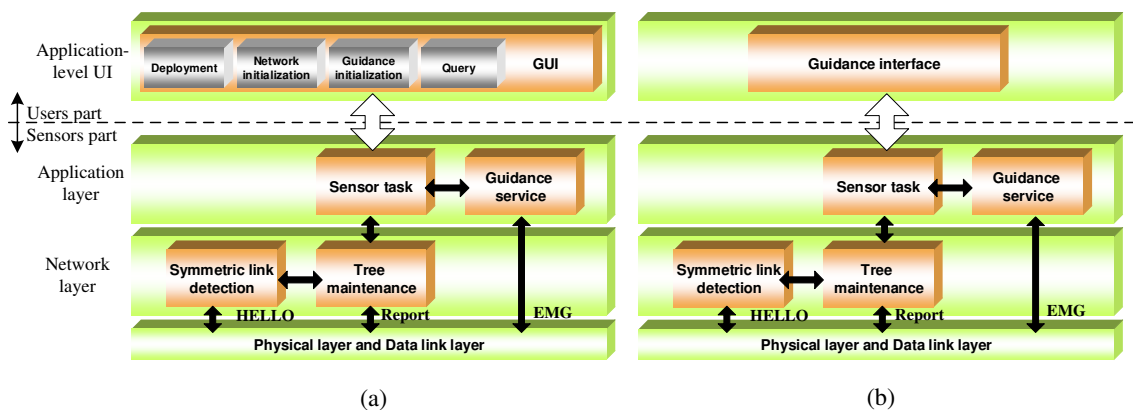 Application-
level UI
Deployment
Network
initialization
Guidance
initialization
Query
GUI
Guidance interface
Users part
Sensors part
Application
layer
Sensor task
Guidance
service
Sensor task
Guidance
service
Network
layer
Symmetric link
detection
Tree
maintenance
Symmetric link
detection
Tree
maintenance
HELLO
Report
EMG
HELLO
Report
EMG
Physical layer and Data link layer
Physical layer and Data link layer
(a)
(b)